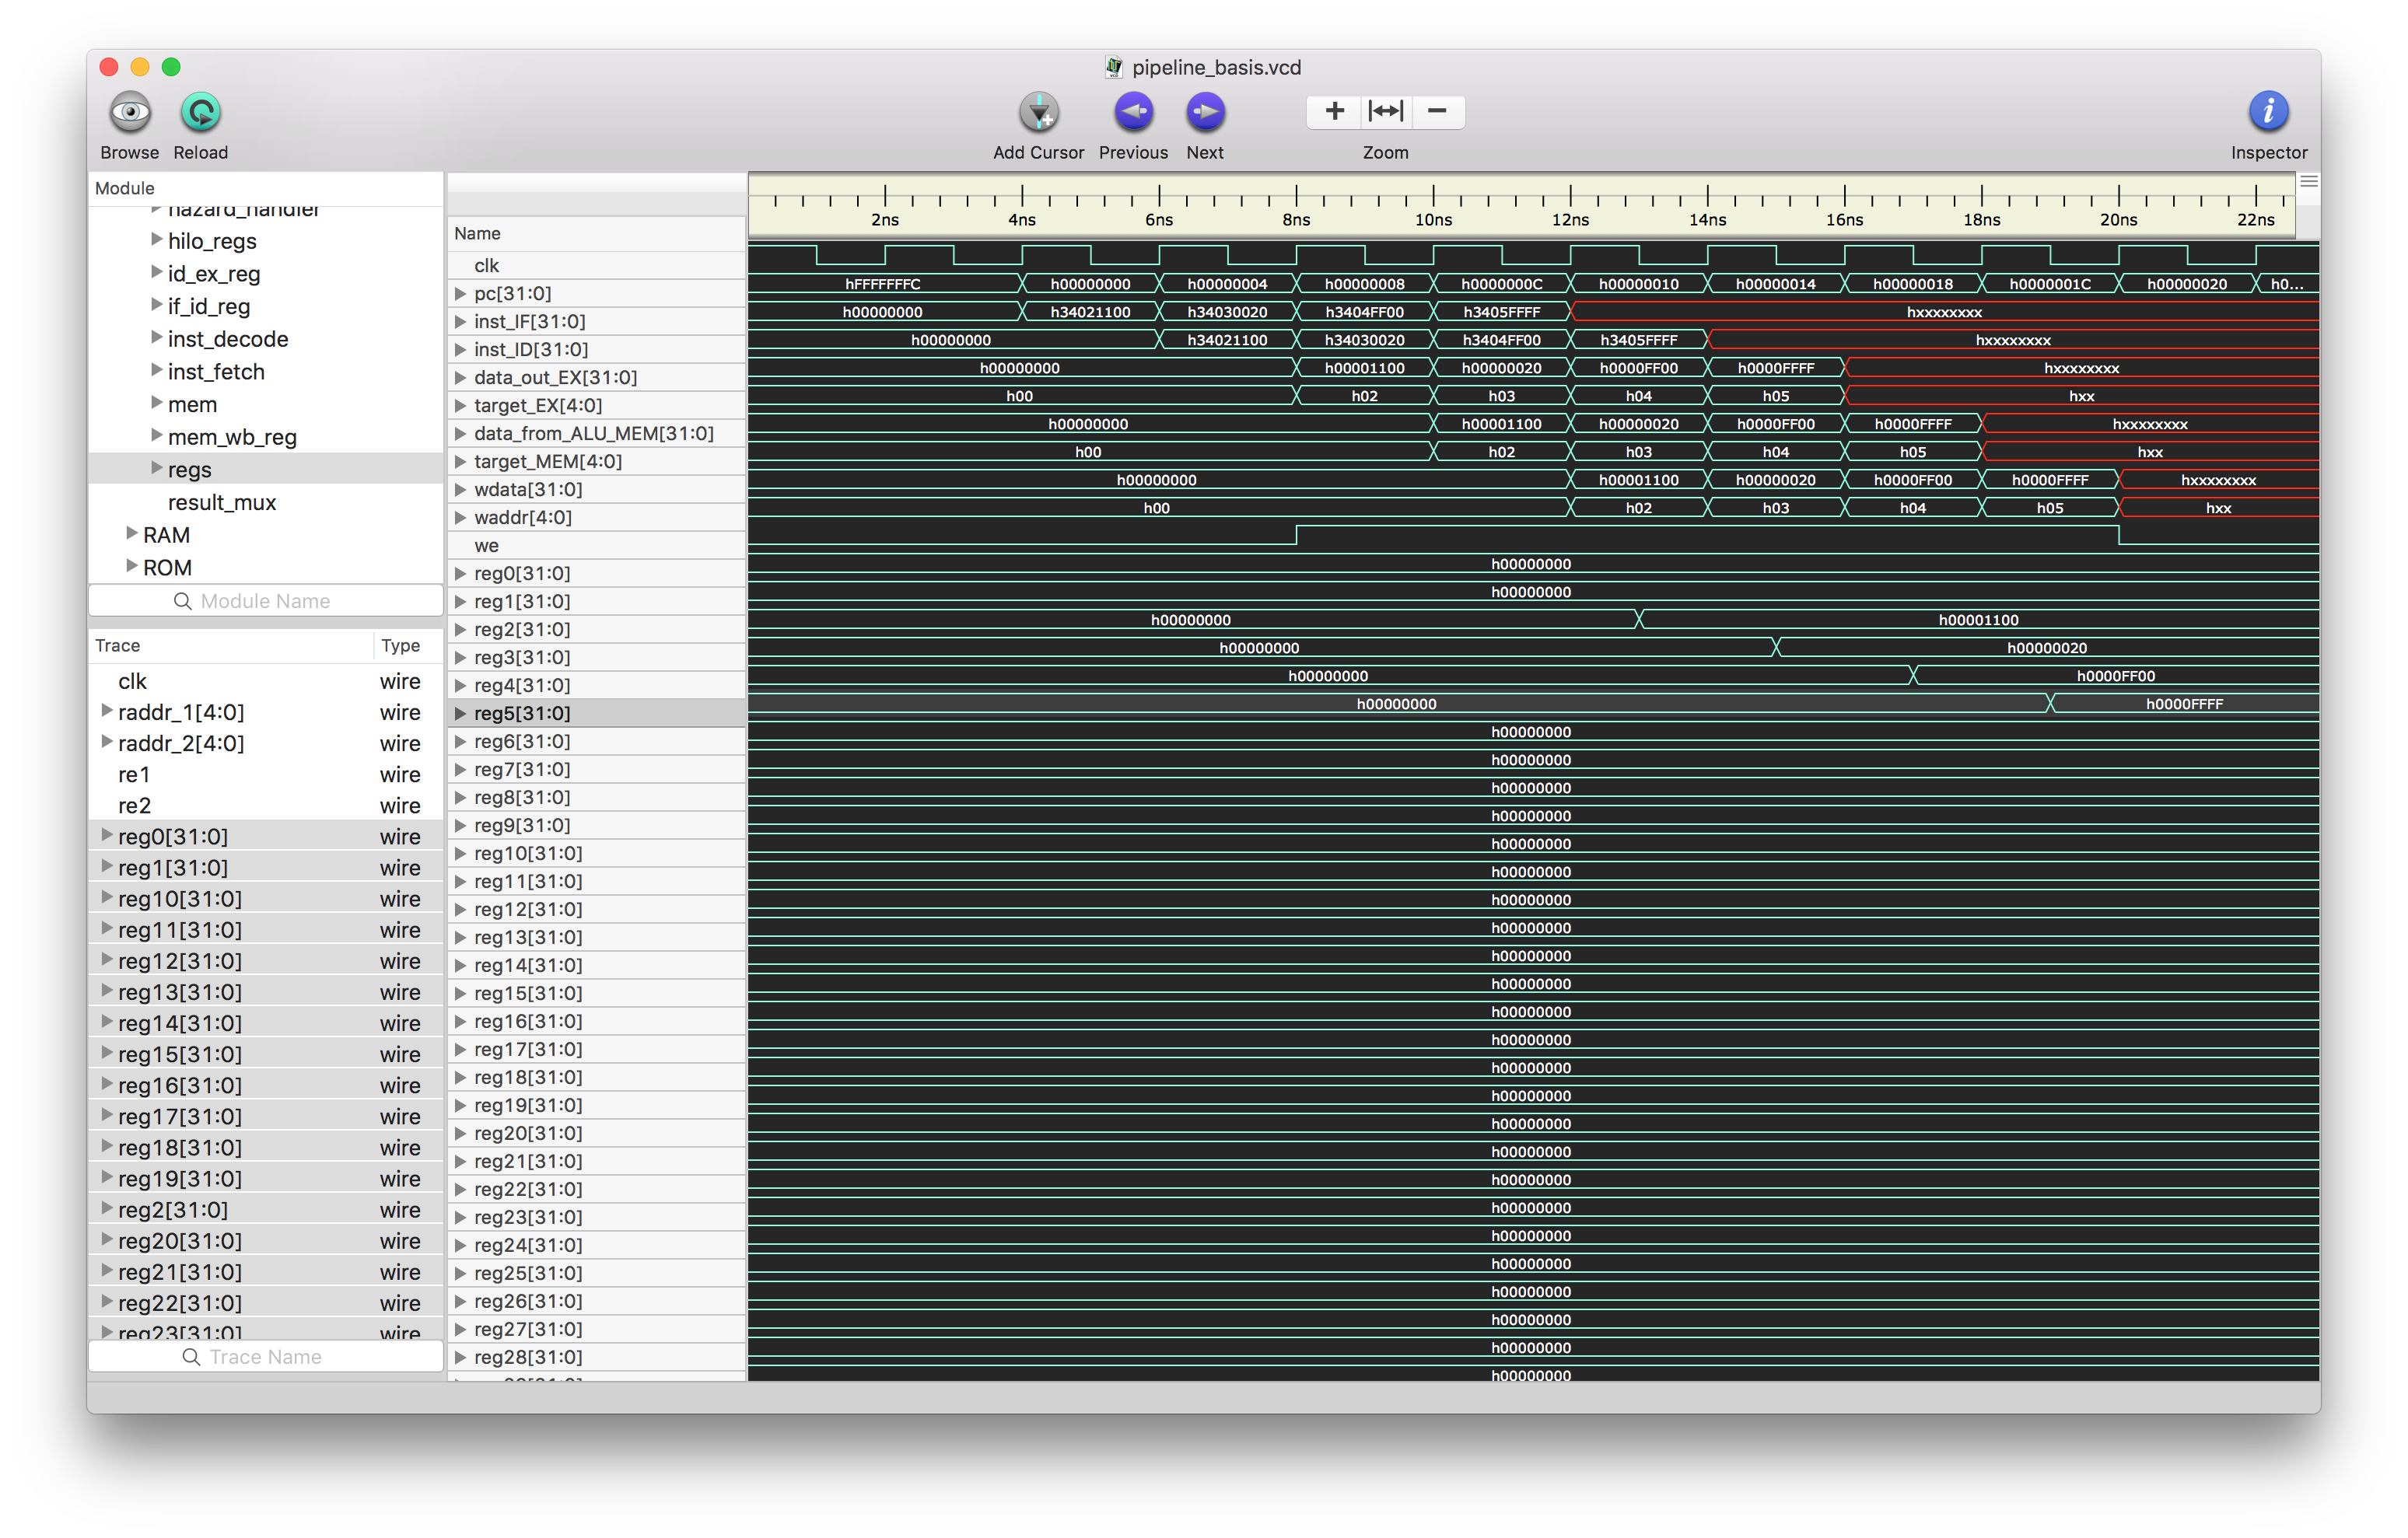 pipeline_basis.vcd
Browse Reload Add Cursor Previous Next Zoom Inspector
Module
hazard_handler
hilo_regs
id_ex_reg
if_id_reg
inst_decode
inst_fetch
mem
mem_wb_reg
regs
result_mux
RAM
ROM
Module Name
Trace Type
clk wire
raddr_1[4:0] wire
raddr_2[4:0] wire
re1 wire
re2 wire
reg0[31:0] wire
reg1[31:0] wire
reg10[31:0] wire
reg11[31:0] wire
reg12[31:0] wire
reg13[31:0] wire
reg14[31:0] wire
reg15[31:0] wire
reg16[31:0] wire
reg17[31:0] wire
reg18[31:0] wire
reg19[31:0] wire
reg2[31:0] wire
reg20[31:0] wire
reg21[31:0] wire
reg22[31:0] wire
reg23[31:0] wire
Trace Name
2ns 4ns 6ns 8ns 10ns 12ns 14ns 16ns 18ns 20ns 22ns
Name
clk
pc[31:0] hFFFFFFFC h00000000 h00000004 h00000008 h0000000C h00000010 h00000014 h00000018 h0000001C h00000020 h0...
inst_IF[31:0] h00000000 h34021100 h34030020 h3404FF00 h3405FFFF hxxxxxxxx
inst_ID[31:0] h00000000 h34021100 h34030020 h3404FF00 h3405FFFF hxxxxxxxx
data_out_EX[31:0] h00000000 h00001100 h00000020 h0000FF00 h0000FFFF hxxxxxxxx
target_EX[4:0] h00 h02 h03 h04 h05 hxx
data_from_ALU_MEM[31:0] h00000000 h00001100 h00000020 h0000FF00 h0000FFFF hxxxxxxxx
target_MEM[4:0] h00 h02 h03 h04 h05 hxx
wdata[31:0] h00000000 h00001100 h00000020 h0000FF00 h0000FFFF hxxxxxxxx
waddr[4:0] h00 h02 h03 h04 h05 hxx
we
reg0[31:0] h00000000
reg1[31:0] h00000000
reg2[31:0] h00000000 h00001100
reg3[31:0] h00000000 h00000020
reg4[31:0] h00000000 h0000FF00
reg5[31:0] h00000000 h0000FFFF
reg6[31:0] h00000000
reg7[31:0] h00000000
reg8[31:0] h00000000
reg9[31:0] h00000000
reg10[31:0] h00000000
reg11[31:0] h00000000
reg12[31:0] h00000000
reg13[31:0] h00000000
reg14[31:0] h00000000
reg15[31:0] h00000000
reg16[31:0] h00000000
reg17[31:0] h00000000
reg18[31:0] h00000000
reg19[31:0] h00000000
reg20[31:0] h00000000
reg21[31:0] h00000000
reg22[31:0] h00000000
reg23[31:0] h00000000
reg24[31:0] h00000000
reg25[31:0] h00000000
reg26[31:0] h00000000
reg27[31:0] h00000000
reg28[31:0] h00000000
h00000000